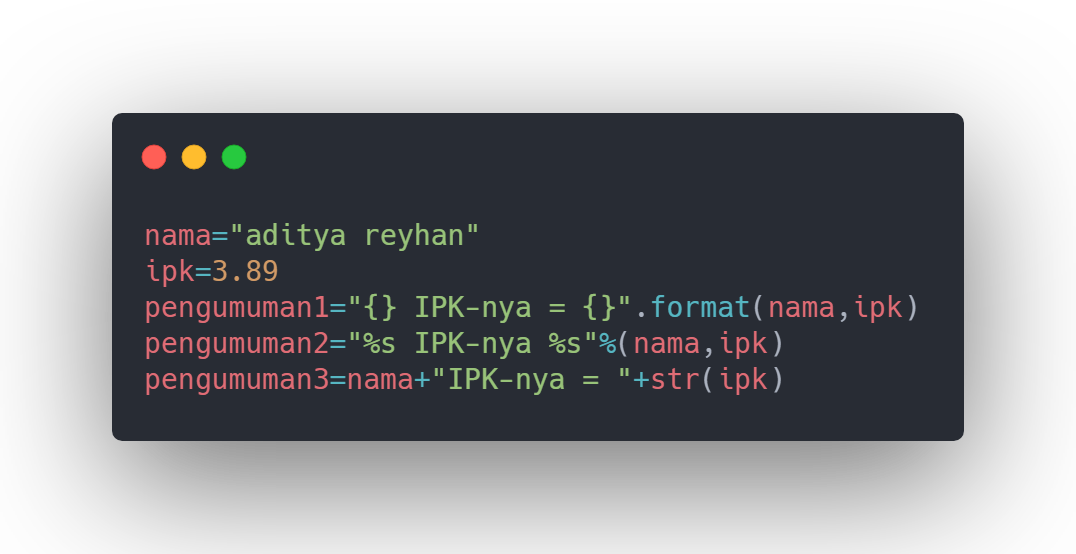 nama="aditya reyhan"
ipk=3.89
pengumuman1="{} IPK-nya = {}".format(nama,ipk)
pengumuman2="%s IPK-nya %s"%(nama,ipk)
pengumuman3=nama+"IPK-nya = "+str(ipk)